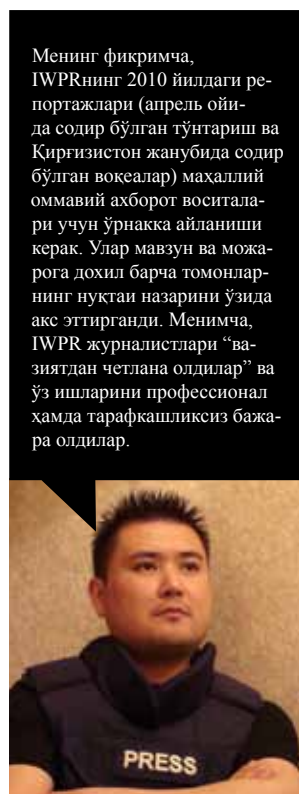 Менинг фикримча,
IWPRнинг 2010 йилдаги ре-
портажлари (апрель ойи-
да содир бўлган тўнтариш ва
Қирғизистон жанубида содир
бўлган воқеалар) маҳаллий
оммавий ахборот воситала-
ри учун ўрнакка айланиши
керак. Улар мавзун ва можа-
рога дохил барча томонлар-
нинг нуқтаи назарини ўзида
акс эттирганди. Менимча,
IWPR журналистлари “ва-
зиятдан четлана олдилар” ва
ўз ишларини профессионал
ҳамда тарафкашликсиз бажа-
ра олдилар.
PRESS